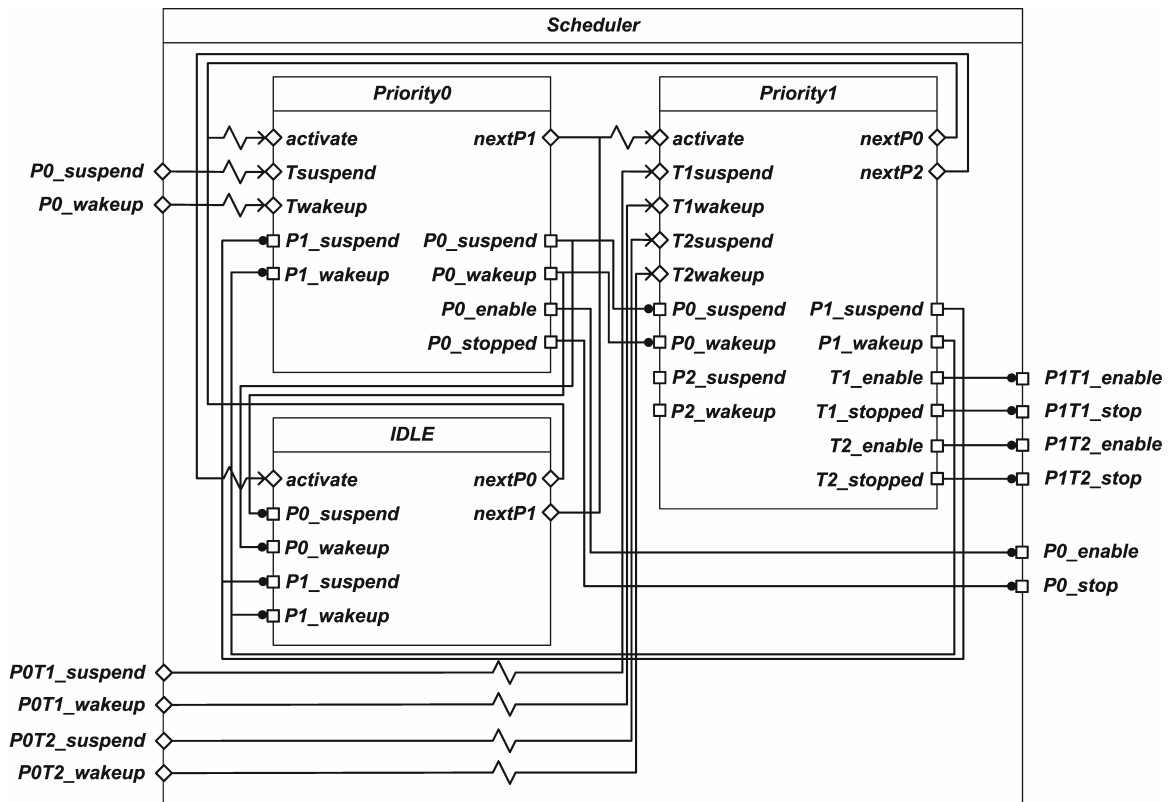 Scheduler
Priority0
Priority1
activate
nextP1
activate
nextP0
P0_suspend
Tsuspend
T1suspend
nextP2
P0_wakeup
Twakeup
T1wakeup
P1_suspend
P0_suspend
T2suspend
P1_wakeup
P0_wakeup
T2wakeup
P0_enable
P0_suspend
P1_suspend
P0_stopped
P0_wakeup
P1_wakeup
P2_suspend
T1_enable
P1T1_enable
P2_wakeup
T1_stopped
P1T1_stop
IDLE
T2_enable
P1T2_enable
activate
nextP0
T2_stopped
P1T2_stop
P0_suspend
nextP1
P0_wakeup
P0_enable
P1_suspend
P0_stop
P1_wakeup
P0T1_suspend
P0T1_wakeup
P0T2_suspend
P0T2_wakeup